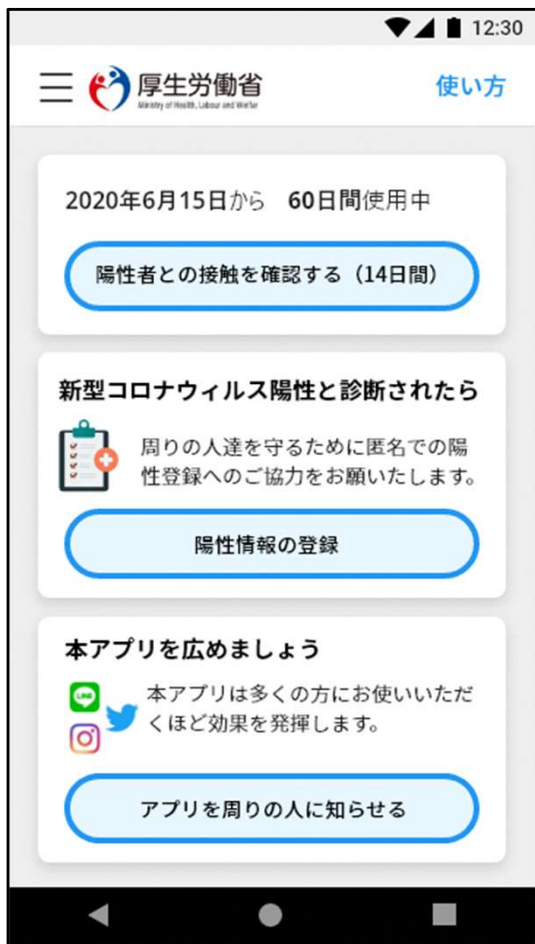 12:30
厚生労働省
Ministry of Health, Labour and Welfar
使い方
2020年6月15日から 60日間使用中
陽性者との接触を確認する（14日間）
新型コロナウィルス陽性と診断されたら
周りの人達を守るために匿名での陽
性登録へのご協力をお願いたします。
陽性情報の登録
本アプリを広めましょう
LINE
本アプリは多くの方にお使いいただ
くほど効果を発揮します。
アプリを周りの人に知らせる